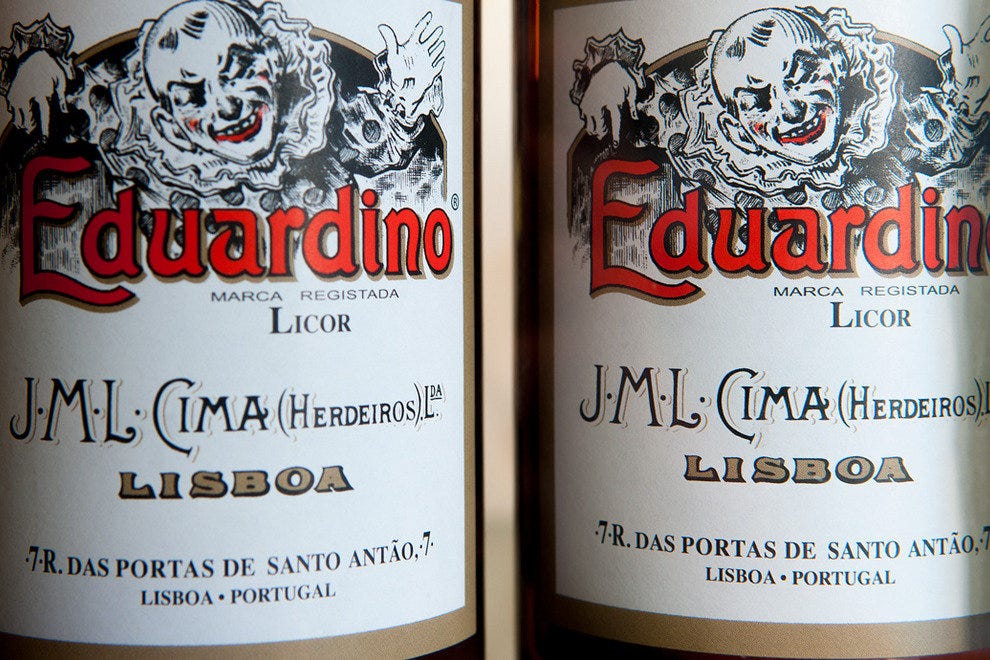 Eduardino®
MARCA REGISTADA
LICOR
J·M·L· CIMA (HERDEIROS), LDA.
LISBOA
·7·R. DAS PORTAS DE SANTO ANTÃO,·7·
LISBOA • PORTUGAL
Eduardin
MARCA REGISTADA
LICOR
J·M·L· CIMA (HERDEIROS), L
LISBOA
·7·R. DAS PORTAS DE SANTO ANTÃO,·7
LISBOA • PORTUGAL